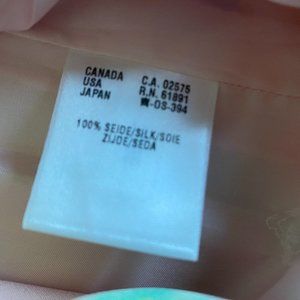 CANADA C.A. 02575
USA R.N. 61891
JAPAN -OS-394
100% SEIDE/SILK/SOIE
ZIJDE/SEDA